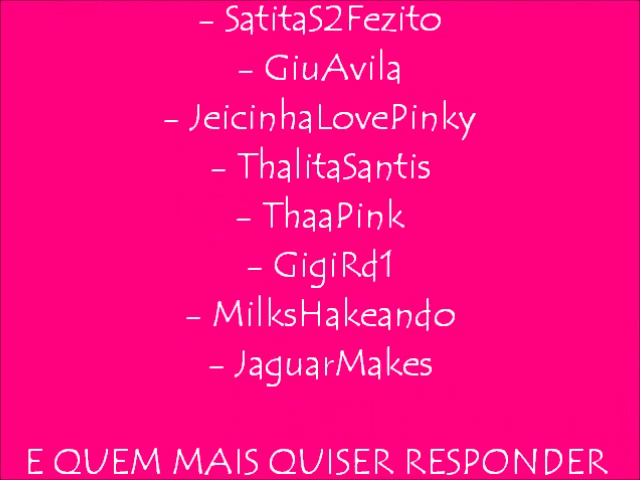 - SatitaS2Fezito
- GiuAvila
- JeicinhaLovePinky
- ThalitaSantis
- ThaaPink
- GigiRd1
- MilksHakeando
- JaguarMakes
E QUEM MAIS QUISER RESPONDER